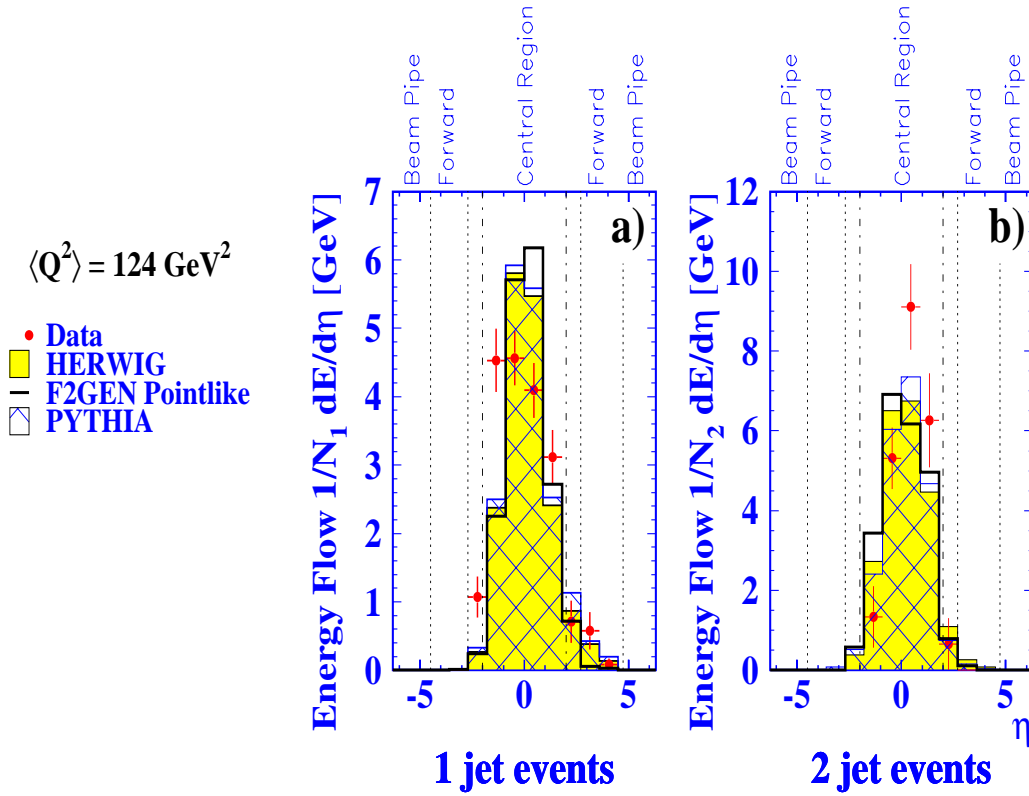 Beam Pipe
Forward
Central Region
Forward
Beam Pipe
Beam Pipe
Forward
Central Region
Forward
Beam Pipe
⟨Q²⟩ = 124 GeV²
Data
HERWIG
F2GEN Pointlike
PYTHIA
Energy Flow 1/N₁ dE/dη [GeV]
7
6
5
4
3
2
1
0
a)
-5 0 5
1 jet events
Energy Flow 1/N₂ dE/dη [GeV]
12
10
8
6
4
2
0
b)
-5 0 5
η
2 jet events